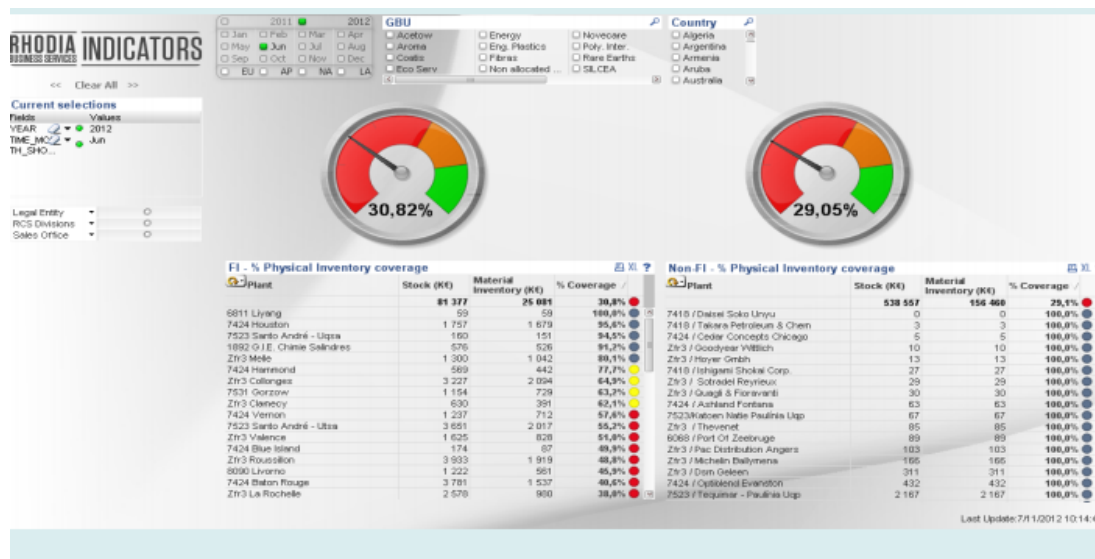 RHODIA INDICATORS
BUSINESS SERVICES
<< Clear All >>
Current selections
Fields Values
YEAR 2012
TIME_MO... Jun
TH_SHO...
Legal Entity
RCS Divisions
Sales Office
2011 2012
Jan Feb Mar Apr
May Jun Jul Aug
Sep Oct Nov Dec
EU AP NA LA
GBU
Acetow Energy Novecare
Aroma Eng. Plastics Poly. Inter.
Coatis Fibras Rare Earths
Eco Serv Non allocated ... SILCEA
Country
Algeria
Argentina
Armenia
Aruba
Australia
30,82%
29,05%
FI - % Physical Inventory coverage XL ?
Plant Stock (K€) Material Inventory (K€) % Coverage
81 377 25 081 30,8%
6811 Liyang 59 59 100,0%
7424 Houston 1 757 1 679 95,6%
7523 Santo André - Uqsa 160 151 94,5%
1892 G.I.E. Chimie Salindres 576 526 91,2%
Zfr3 Melle 1 300 1 042 80,1%
7424 Hammond 569 442 77,7%
Zfr3 Collonges 3 227 2 094 64,9%
7531 Gorzow 1 154 729 63,2%
Zfr3 Clamecy 630 391 62,1%
7424 Vernon 1 237 712 57,6%
7523 Santo André - Utsa 3 651 2 017 55,2%
Zfr3 Valence 1 625 828 51,0%
7424 Blue Island 174 87 49,9%
Zfr3 Roussillon 3 933 1 919 48,8%
8090 Livorno 1 222 561 45,9%
7424 Baton Rouge 3 781 1 537 40,6%
Zfr3 La Rochelle 2 578 980 38,0%
Non-FI - % Physical Inventory coverage XL
Plant Stock (K€) Material Inventory (K€) % Coverage
538 557 156 460 29,1%
7418 / Daisei Soko Unyu 0 0 100,0%
7418 / Takara Petroleum & Chem 3 3 100,0%
7424 / Cedar Concepts Chicago 5 5 100,0%
Zfr3 / Goodyear Wittlich 10 10 100,0%
Zfr3 / Hoyer Gmbh 13 13 100,0%
7418 / Ishigami Shokai Corp. 27 27 100,0%
Zfr3 / Sotradel Reyrieux 29 29 100,0%
Zfr3 / Quagli & Fioravanti 30 30 100,0%
7424 / Ashland Fontana 63 63 100,0%
7523/Katoen Natie Paulínia Uqp 67 67 100,0%
Zfr3 / Thevenet 85 85 100,0%
6068 / Port Of Zeebruge 89 89 100,0%
Zfr3 / Pac Distribution Angers 103 103 100,0%
Zfr3 / Michelin Ballymena 166 166 100,0%
Zfr3 / Dsm Geleen 311 311 100,0%
7424 / Optiblend Evanston 432 432 100,0%
7523 / Tequimar - Paulínia Uqp 2 167 2 167 100,0%
Last Update:7/11/2012 10:14: